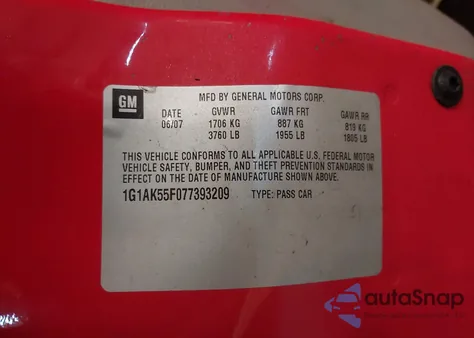 GM
MFD BY GENERAL MOTORS CORP.
DATE GVWR GAWR FRT GAWR RR
06/07 1706 KG 887 KG 819 KG
3760 LB 1955 LB 1805 LB
THIS VEHICLE CONFORMS TO ALL APPLICABLE U.S. FEDERAL MOTOR
VEHICLE SAFETY, BUMPER, AND THEFT PREVENTION STANDARDS IN
EFFECT ON THE DATE OF MANUFACTURE SHOWN ABOVE.
1G1AK55F077393209 TYPE: PASS CAR
autoSnap